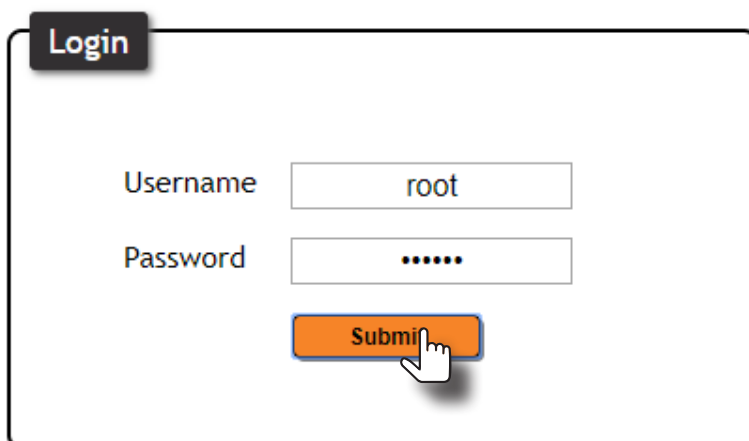 Login
Username root
Password ••••••
Submit